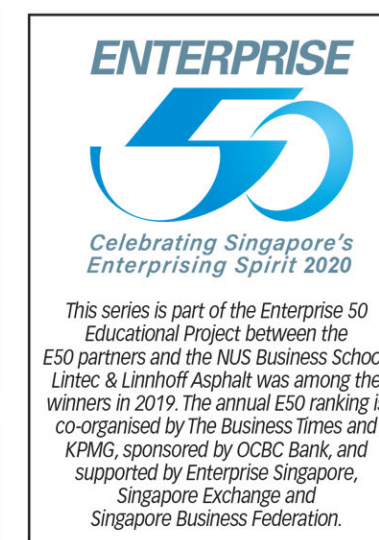 ENTERPRISE
50
Celebrating Singapore's
Enterprising Spirit 2020
This series is part of the Enterprise 50
Educational Project between the
E50 partners and the NUS Business School
Lintec & Linnhoff Asphalt was among the
winners in 2019. The annual E50 ranking is
co-organised by The Business Times and
KPMG, sponsored by OCBC Bank, and
supported by Enterprise Singapore,
Singapore Exchange and
Singapore Business Federation.